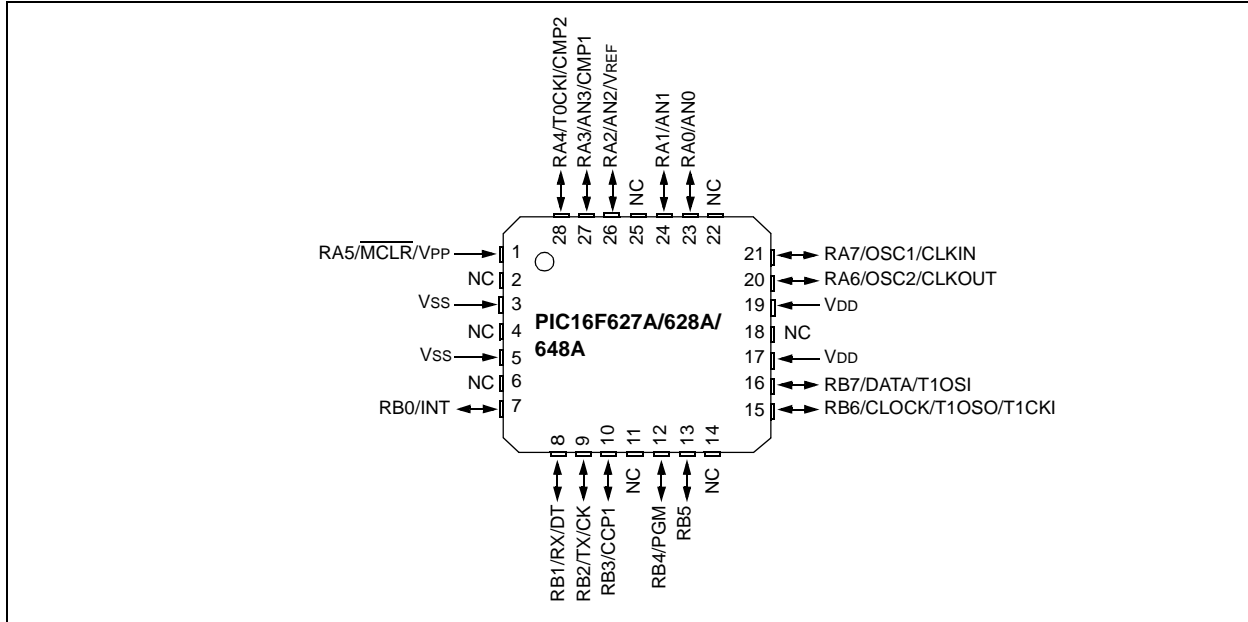 RA4/T0CKI/CMP2
RA3/AN3/CMP1
RA2/AN2/VREF
NC
RA1/AN1
RA0/AN0
NC
28
27
26
25
24
23
22
RA5/MCLR/VPP
1
NC
2
VSS
3
NC
4
VSS
5
NC
6
RB0/INT
7
PIC16F627A/628A/
648A
21
RA7/OSC1/CLKIN
20
RA6/OSC2/CLKOUT
19
VDD
18
NC
17
VDD
16
RB7/DATA/T1OSI
15
RB6/CLOCK/T1OSO/T1CKI
8
9
10
11
12
13
14
RB1/RX/DT
RB2/TX/CK
RB3/CCP1
NC
RB4/PGM
RB5
NC